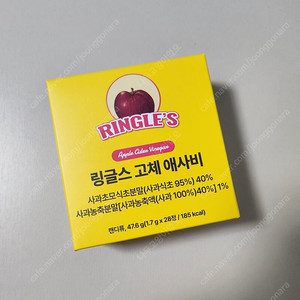 RINGLE'S
Apple Cider Vinegar
링글스 고체 애사비
사과초모식초분말(사과식초 95%) 40%
사과농축분말[사과농축액(사과 100%)40%] 1%
캔디류, 47.6 g(1.7 g x 28정 / 185 kcal)